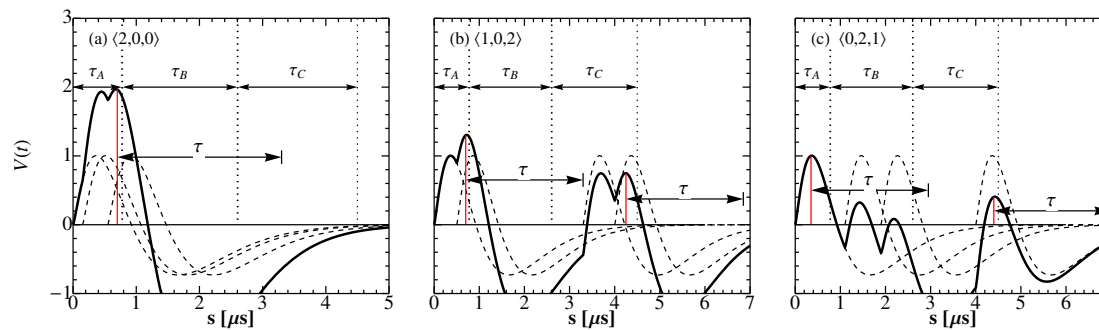 (a) ⟨2,0,0⟩
(b) ⟨1,0,2⟩
(c) ⟨0,2,1⟩
τA τB τC
τA τB τC
τA τB τC
τ
τ
τ
τ
τ
V(t)
3
2
1
0
−1
0 1 2 3 4 5
0 1 2 3 4 5 6 7
0 1 2 3 4 5 6
s [μs]
s [μs]
s [μs]